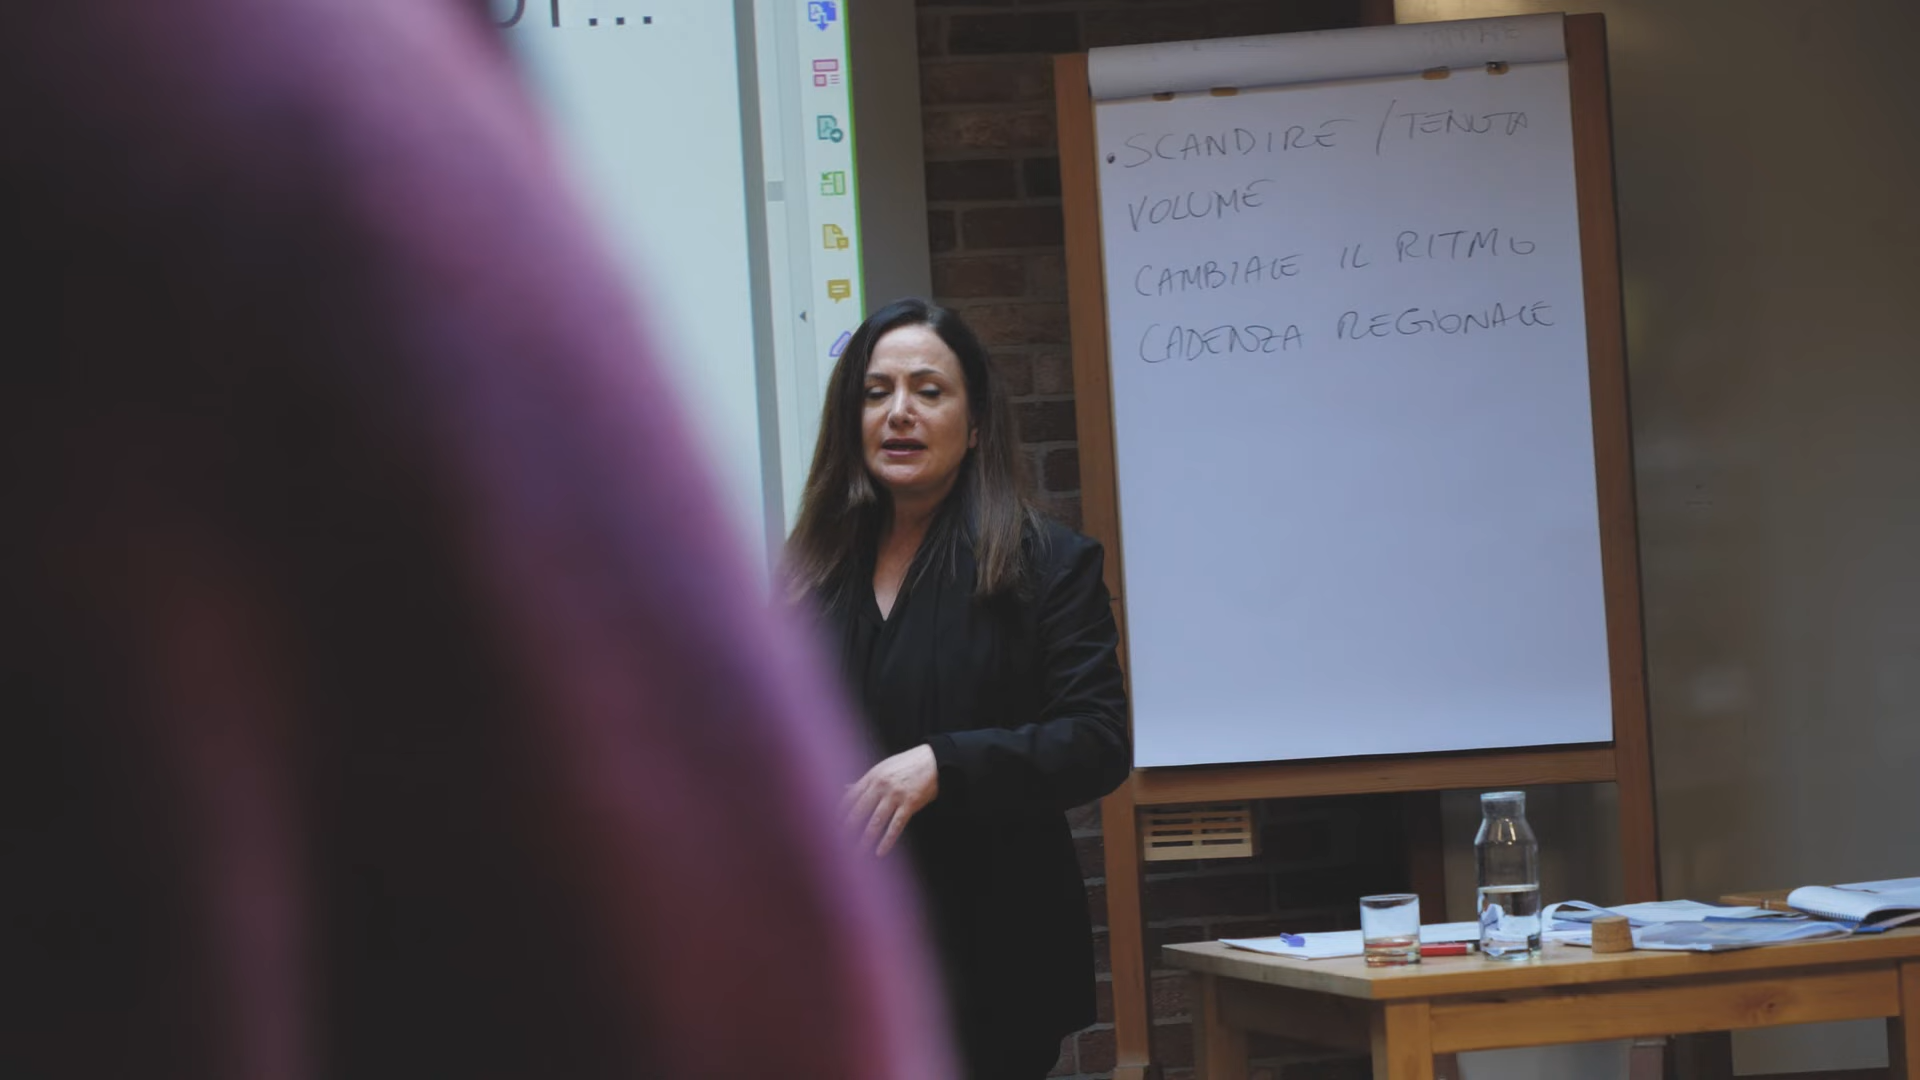 • SCANDIRE / TENUTA
VOLUME
CAMBIARE IL RITMO
CADENZA REGIONALE